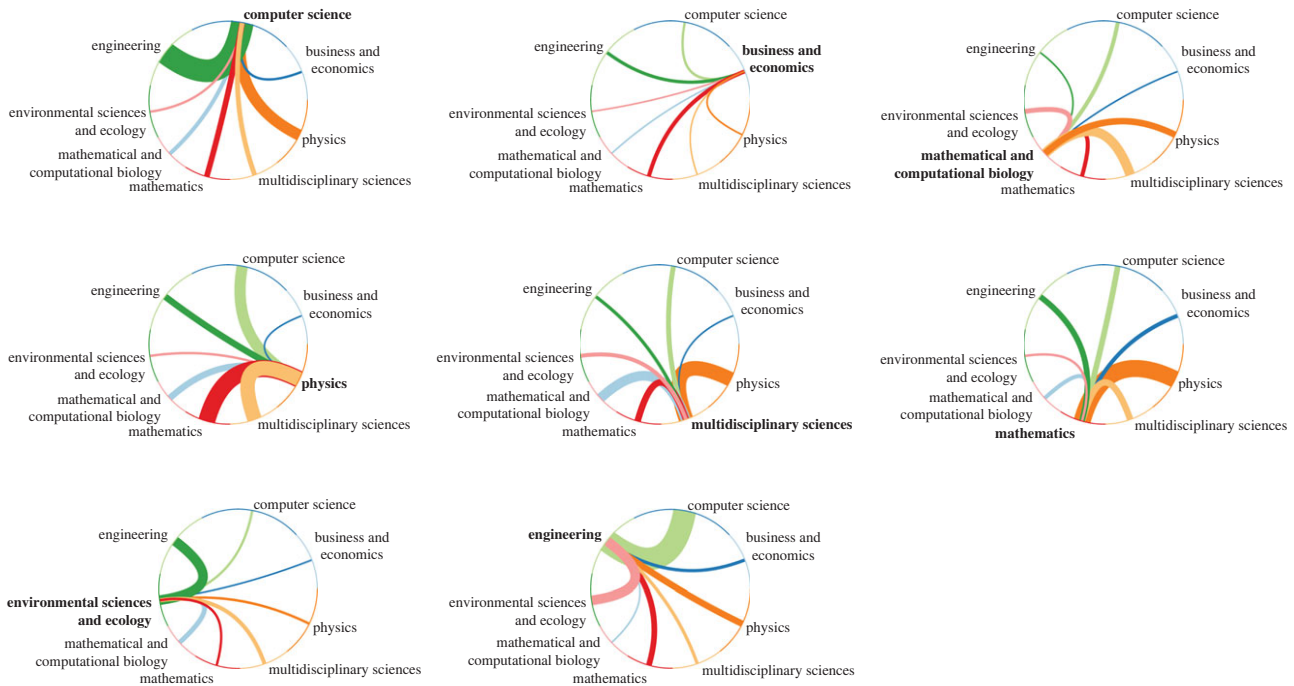 computer science
engineering
business and
economics
environmental sciences
and ecology
physics
mathematical and
computational biology
mathematics
multidisciplinary sciences
computer science
engineering
business and
economics
environmental sciences
and ecology
physics
mathematical and
computational biology
mathematics
multidisciplinary sciences
computer science
engineering
business and
economics
environmental sciences
and ecology
physics
mathematical and
computational biology
mathematics
multidisciplinary sciences
computer science
engineering
business and
economics
environmental sciences
and ecology
physics
mathematical and
computational biology
mathematics
multidisciplinary sciences
computer science
engineering
business and
economics
environmental sciences
and ecology
physics
mathematical and
computational biology
mathematics
multidisciplinary sciences
computer science
engineering
business and
economics
environmental sciences
and ecology
physics
mathematical and
computational biology
mathematics
multidisciplinary sciences
computer science
engineering
business and
economics
environmental sciences
and ecology
physics
mathematical and
computational biology
mathematics
multidisciplinary sciences
computer science
engineering
business and
economics
environmental sciences
and ecology
physics
mathematical and
computational biology
mathematics
multidisciplinary sciences